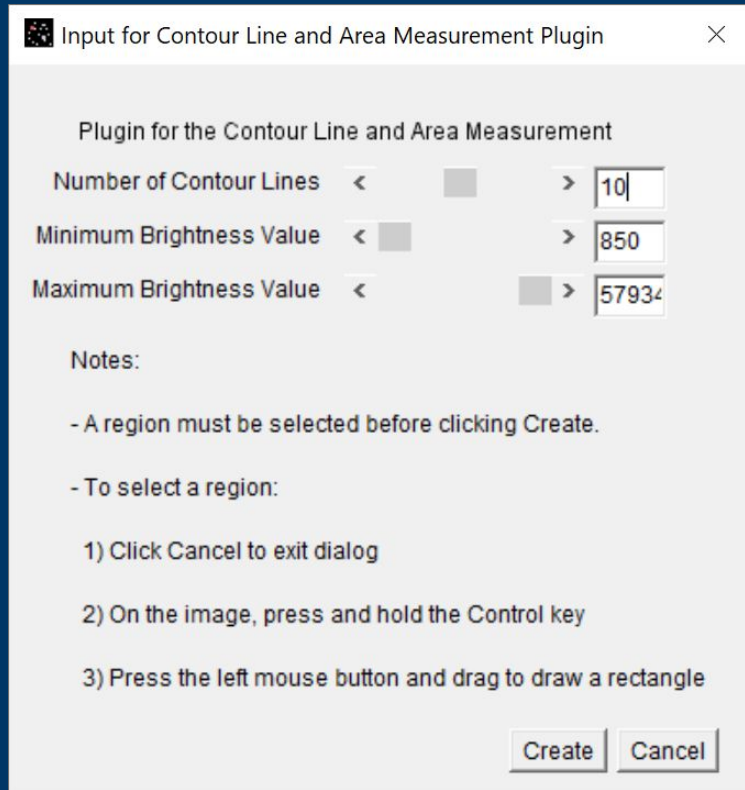 Input for Contour Line and Area Measurement Plugin
Plugin for the Contour Line and Area Measurement
Number of Contour Lines < > 10
Minimum Brightness Value < > 850
Maximum Brightness Value < > 57934
Notes:
- A region must be selected before clicking Create.
- To select a region:
1) Click Cancel to exit dialog
2) On the image, press and hold the Control key
3) Press the left mouse button and drag to draw a rectangle
Create Cancel